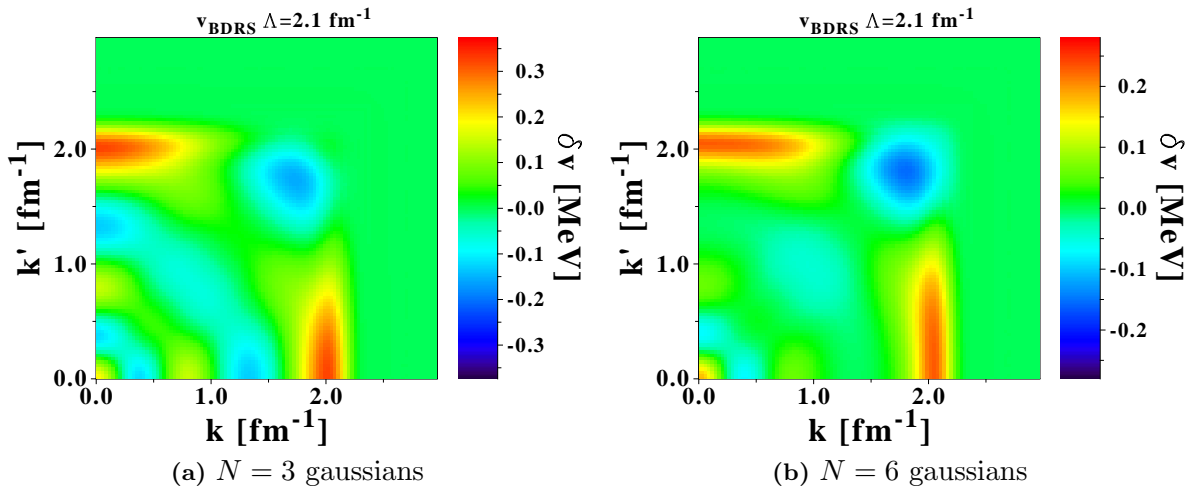 v_BDRS Λ=2.1 fm^-1
k' [fm^-1]
2.0
1.0
0.0
0.0
1.0
2.0
k [fm^-1]
0.3
0.2
0.1
-0.0
-0.1
-0.2
-0.3
δ v [MeV]
(a) N = 3 gaussians
v_BDRS Λ=2.1 fm^-1
k' [fm^-1]
2.0
1.0
0.0
0.0
1.0
2.0
k [fm^-1]
0.2
0.1
0.0
-0.1
-0.2
δ v [MeV]
(b) N = 6 gaussians